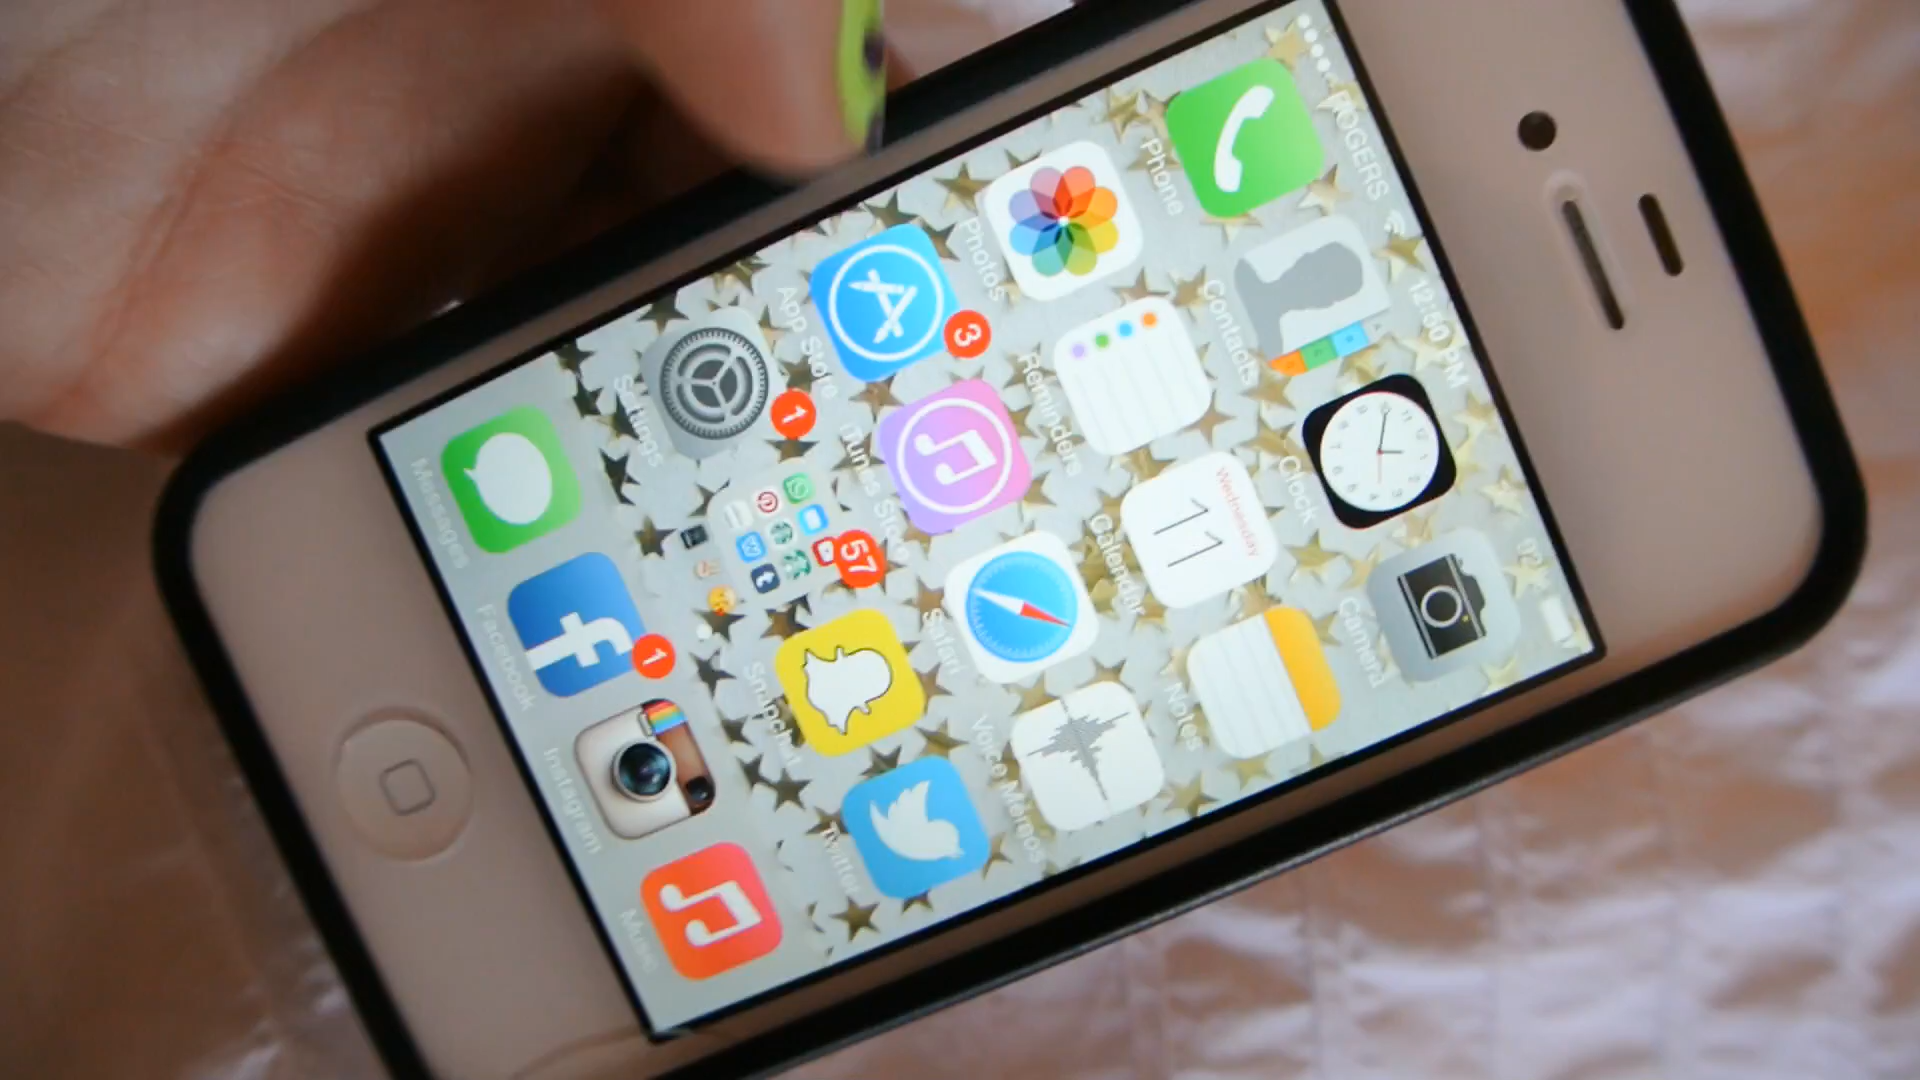 ROGERS 12:50 PM
Phone
Contacts
Clock
Camera
Photos
Reminders
Wednesday
11
Calendar
Notes
App Store
3
iTunes Store
Safari
Voice Memos
Settings
1
57
Snapchat
Twitter
Messages
Facebook
1
Instagram
Music